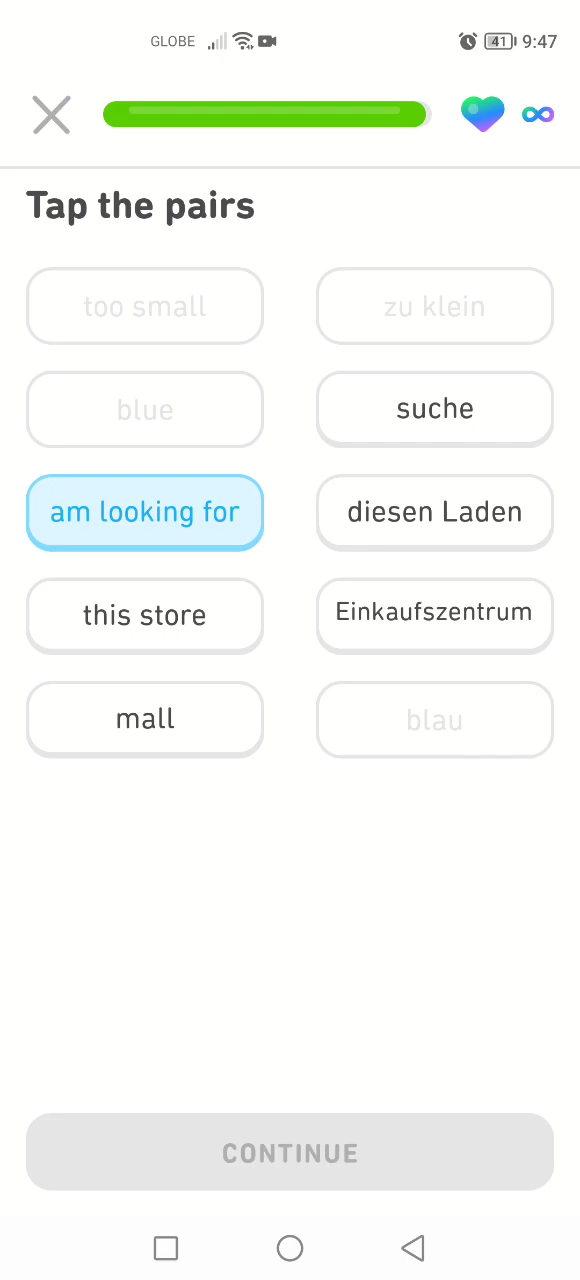 GLOBE 41 9:47
Tap the pairs
too small zu klein
blue suche
am looking for diesen Laden
this store Einkaufszentrum
mall blau
CONTINUE